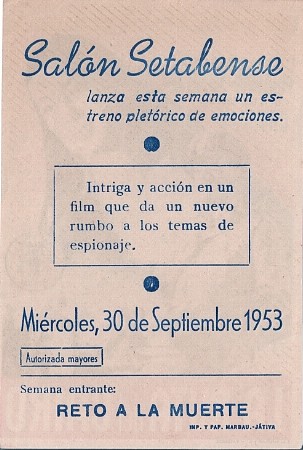 Salón Setabense
lanza esta semana un es-
treno pletórico de emociones.
Intriga y acción en un
film que da un nuevo
rumbo a los temas de
espionaje.
Miércoles, 30 de Septiembre 1953
Autorizada mayores
Semana entrante:
RETO A LA MUERTE
IMP. Y PAP. MARBAU.-JÁTIVA